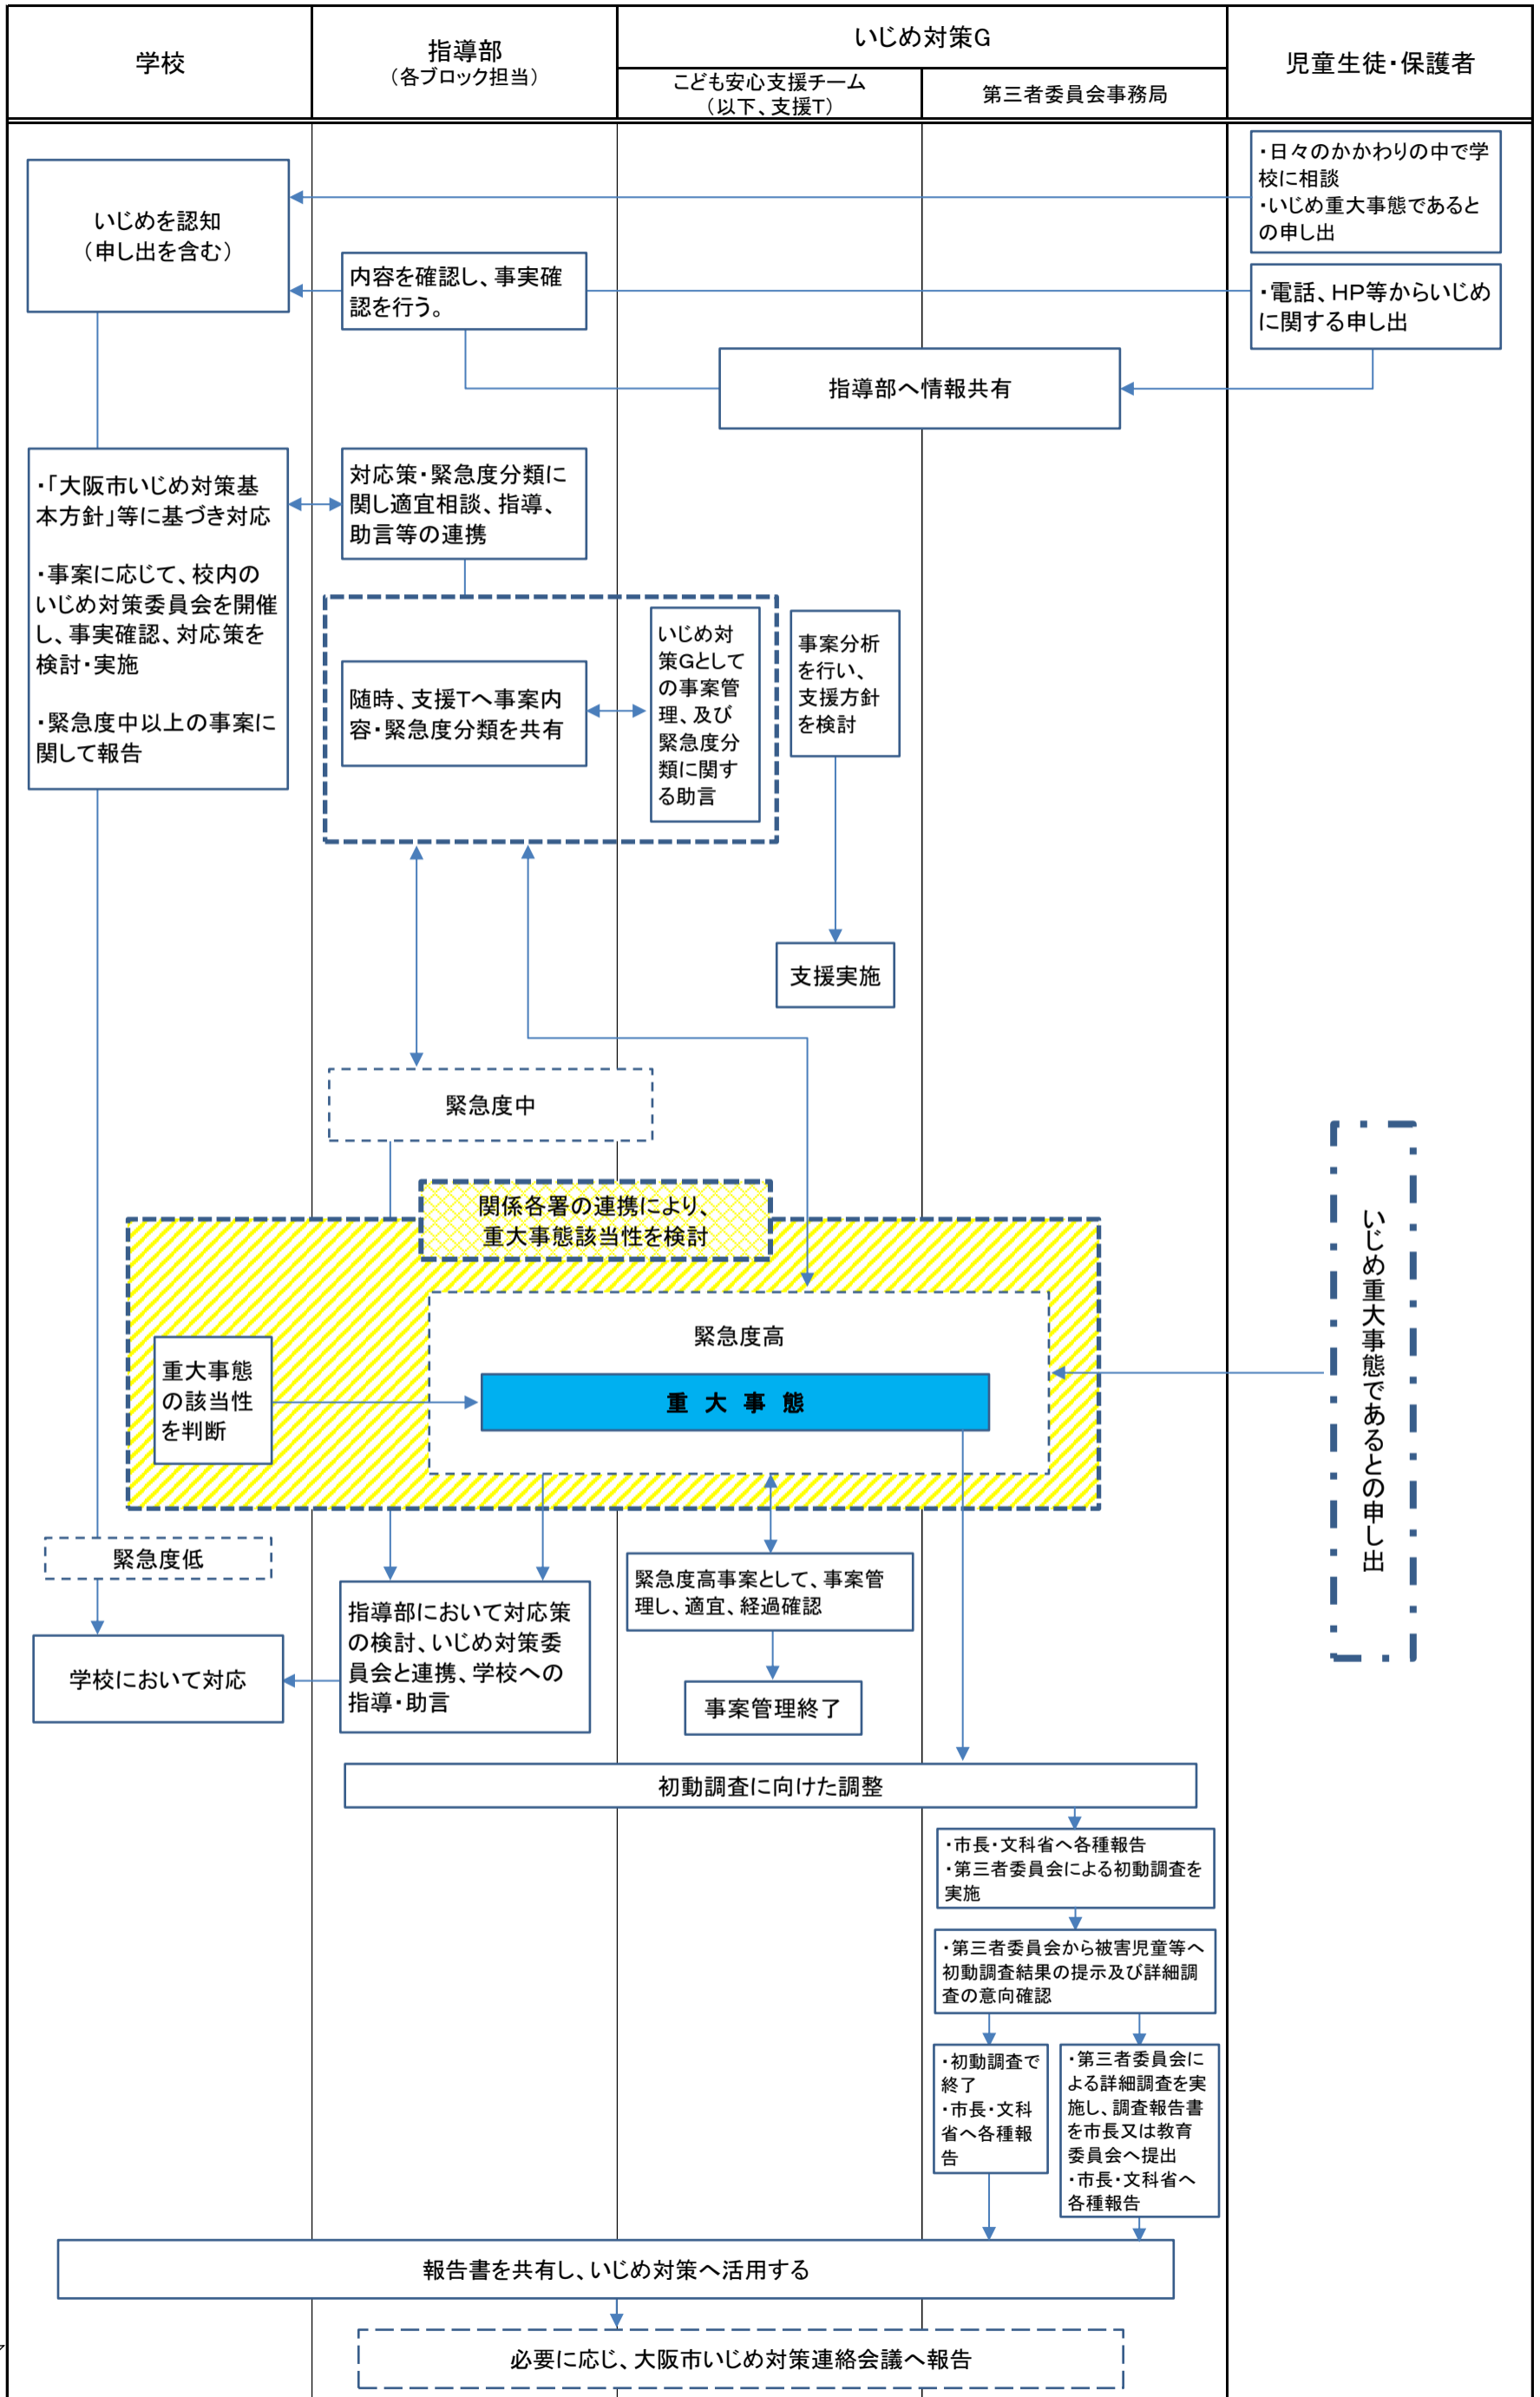 学校
指導部
（各ブロック担当）
いじめ対策G
こども安心支援チーム
（以下、支援T）
第三者委員会事務局
児童生徒・保護者
・日々のかかわりの中で学
校に相談
・いじめ重大事態であると
の申し出
いじめを認知
（申し出を含む）
内容を確認し、事実確
認を行う。
・電話、HP等からいじめ
に関する申し出
指導部へ情報共有
・「大阪市いじめ対策基
本方針」等に基づき対応
・事案に応じて、校内の
いじめ対策委員会を開催
し、事実確認、対応策を
検討・実施
・緊急度中以上の事案に
関して報告
対応策・緊急度分類に
関し適宜相談、指導、
助言等の連携
随時、支援Tへ事案内
容・緊急度分類を共有
いじめ対
策Gとして
の事案管
理、及び
緊急度分
類に関す
る助言
事案分析
を行い、
支援方針
を検討
支援実施
緊急度中
関係各署の連携により、
重大事態該当性を検討
緊急度高
重大事態
の該当性
を判断
重 大 事 態
いじめ重大事態であるとの申し出
緊急度低
学校において対応
指導部において対応策
の検討、いじめ対策委
員会と連携、学校への
指導・助言
緊急度高事案として、事案管
理し、適宜、経過確認
事案管理終了
初動調査に向けた調整
・市長・文科省へ各種報告
・第三者委員会による初動調査を
実施
・第三者委員会から被害児童等へ
初動調査結果の提示及び詳細調
査の意向確認
・初動調査で
終了
・市長・文科
省へ各種報
告
・第三者委員会に
よる詳細調査を実
施し、調査報告書
を市長又は教育
委員会へ提出
・市長・文科省へ
各種報告
報告書を共有し、いじめ対策へ活用する
必要に応じ、大阪市いじめ対策連絡会議へ報告